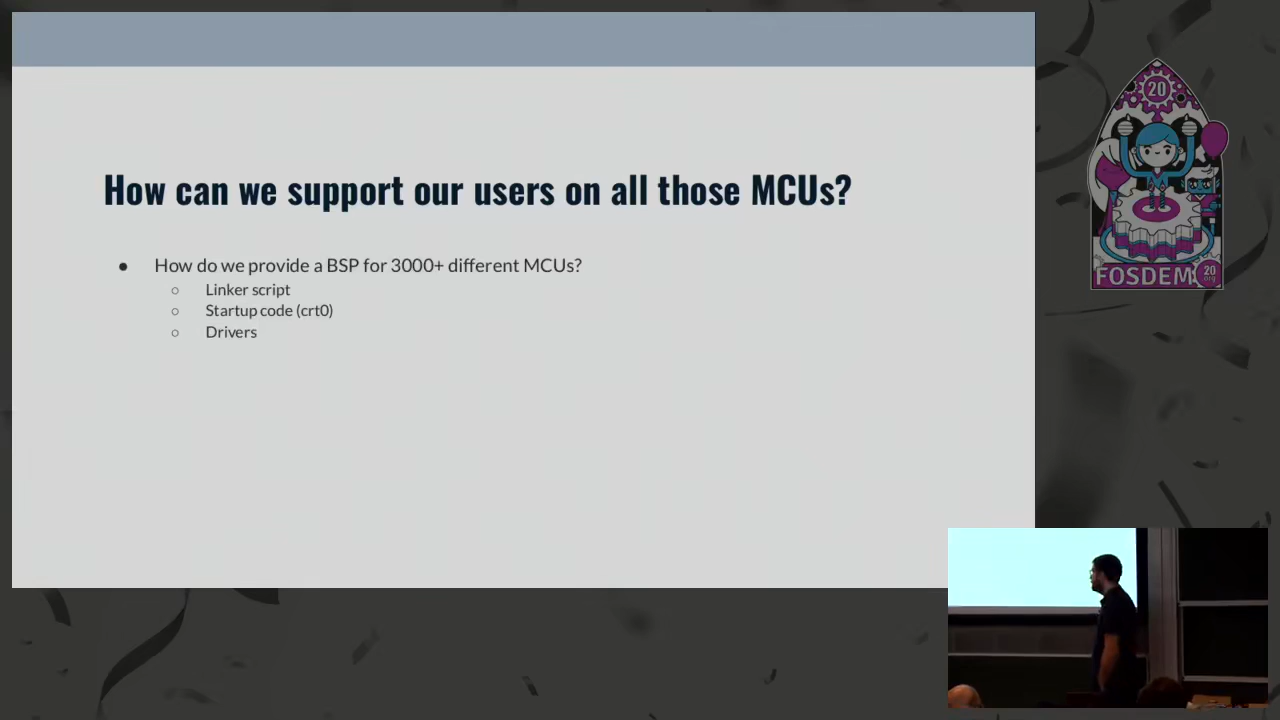 How can we support our users on all those MCUs?
● How do we provide a BSP for 3000+ different MCUs?
○ Linker script
○ Startup code (crt0)
○ Drivers
20
FOSDEM
20
.org